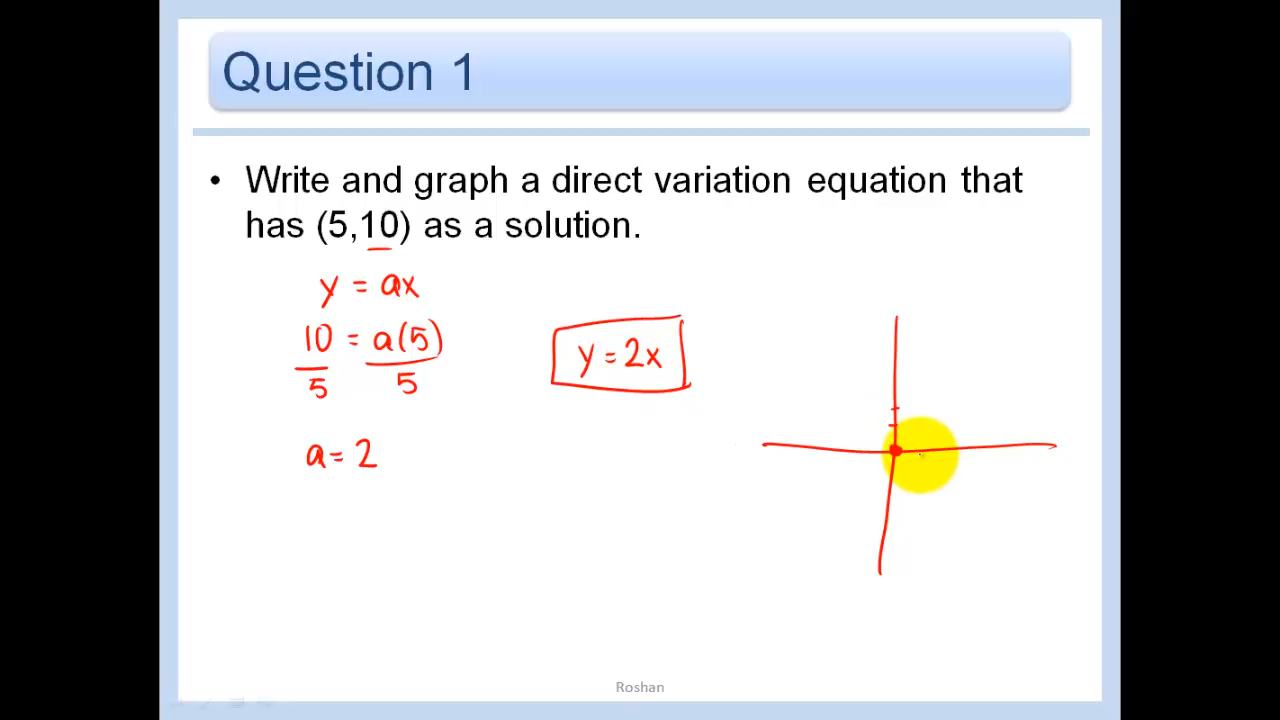 Question 1
• Write and graph a direct variation equation that
has (5,10) as a solution.
y = ax
10 = a(5)
5 5
y = 2x
a = 2
Roshan